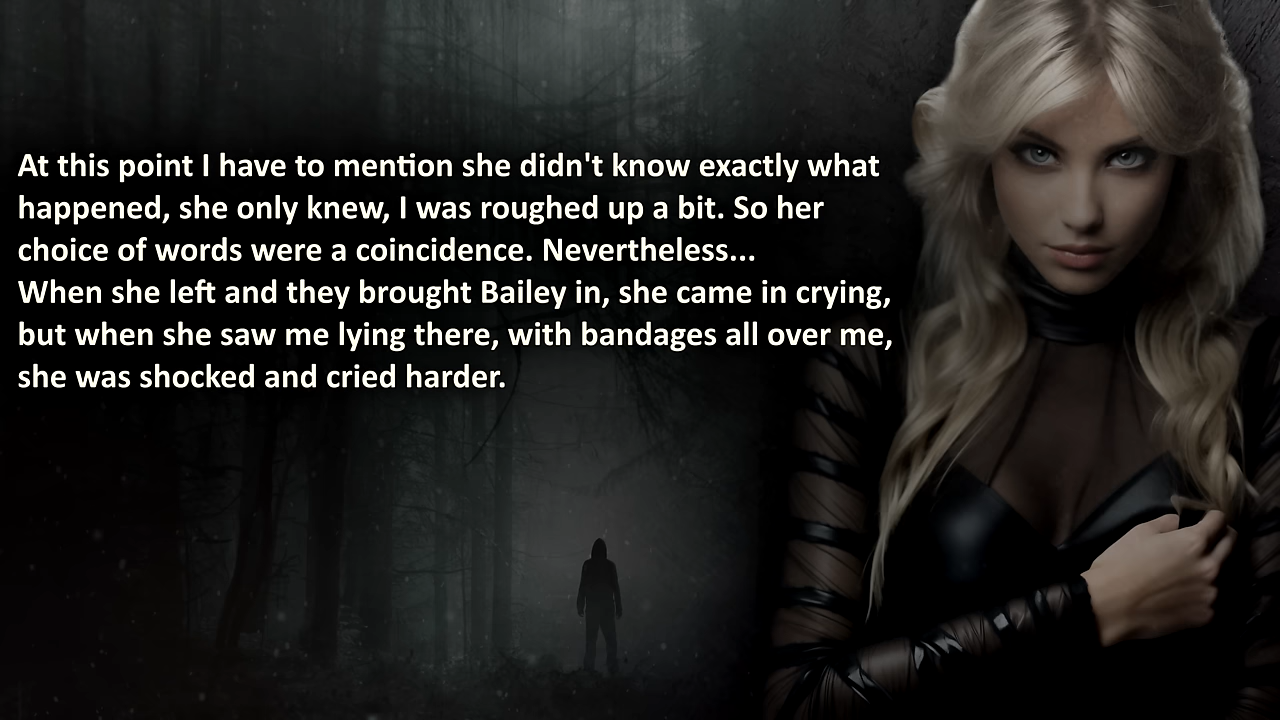 At this point I have to mention she didn't know exactly what
happened, she only knew, I was roughed up a bit. So her
choice of words were a coincidence. Nevertheless...
When she left and they brought Bailey in, she came in crying,
but when she saw me lying there, with bandages all over me,
she was shocked and cried harder.